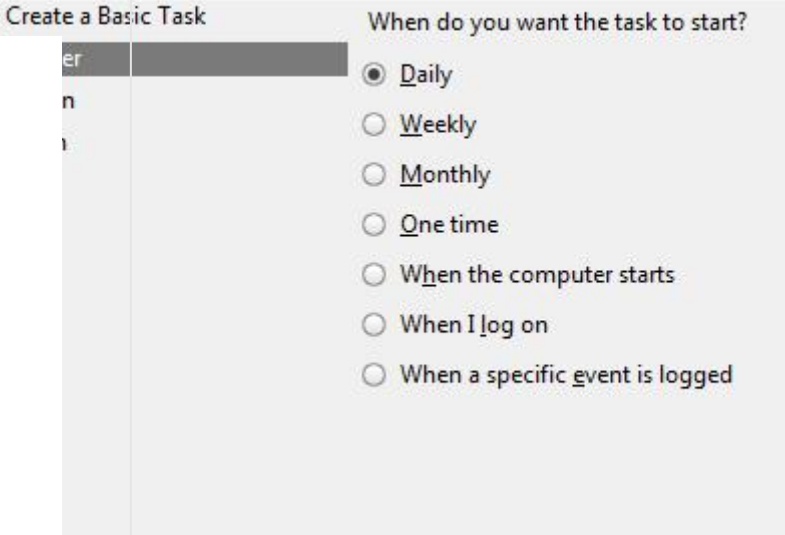 Create a Basic Task
er
n
When do you want the task to start?
Daily
Weekly
Monthly
One time
When the computer starts
When I log on
When a specific event is logged